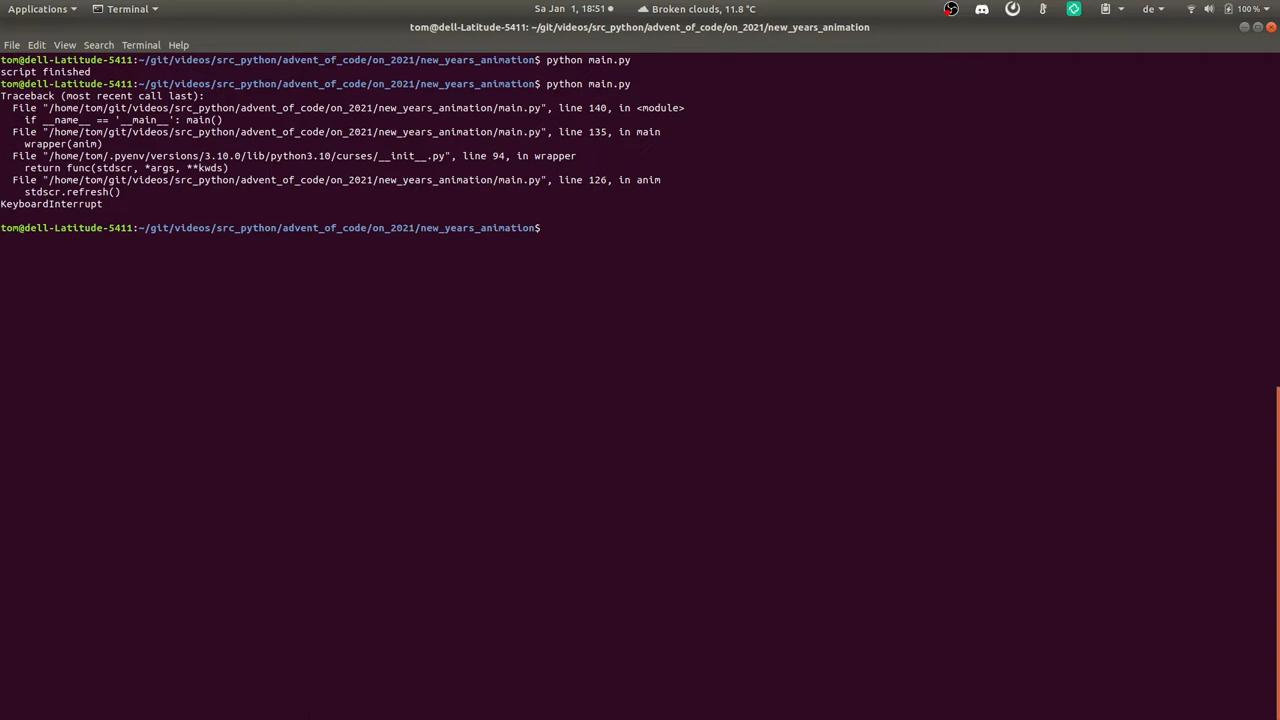 Applications Terminal Sa Jan 1, 18:51 Broken clouds, 11.8 °C de 100 %
tom@dell-Latitude-5411: ~/git/videos/src_python/advent_of_code/on_2021/new_years_animation
File Edit View Search Terminal Help
tom@dell-Latitude-5411:~/git/videos/src_python/advent_of_code/on_2021/new_years_animation$ python main.py
script finished
tom@dell-Latitude-5411:~/git/videos/src_python/advent_of_code/on_2021/new_years_animation$ python main.py
Traceback (most recent call last):
  File "/home/tom/git/videos/src_python/advent_of_code/on_2021/new_years_animation/main.py", line 140, in <module>
    if __name__ == '__main__': main()
  File "/home/tom/git/videos/src_python/advent_of_code/on_2021/new_years_animation/main.py", line 135, in main
    wrapper(anim)
  File "/home/tom/.pyenv/versions/3.10.0/lib/python3.10/curses/__init__.py", line 94, in wrapper
    return func(stdscr, *args, **kwds)
  File "/home/tom/git/videos/src_python/advent_of_code/on_2021/new_years_animation/main.py", line 126, in anim
    stdscr.refresh()
KeyboardInterrupt
tom@dell-Latitude-5411:~/git/videos/src_python/advent_of_code/on_2021/new_years_animation$